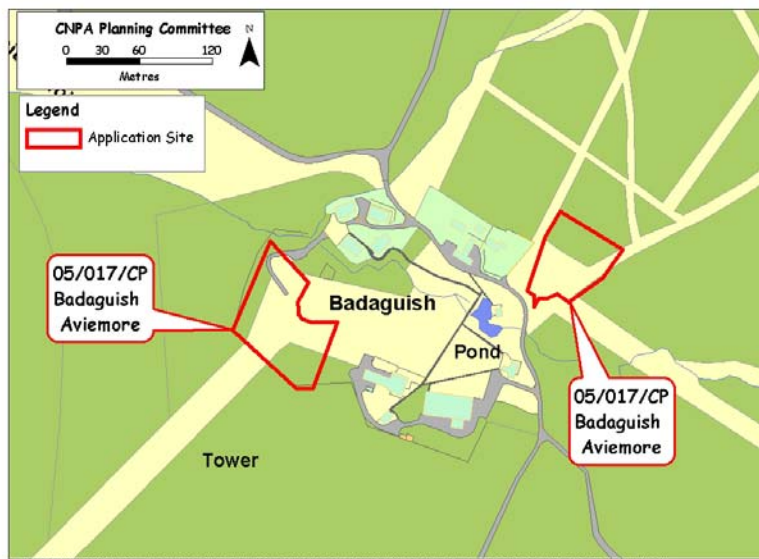 CNPA Planning Committee
N
0 30 60 120
Metres
Legend
Application Site
05/017/CP
Badaguish
Aviemore
Badaguish
Pond
05/017/CP
Badaguish
Aviemore
Tower